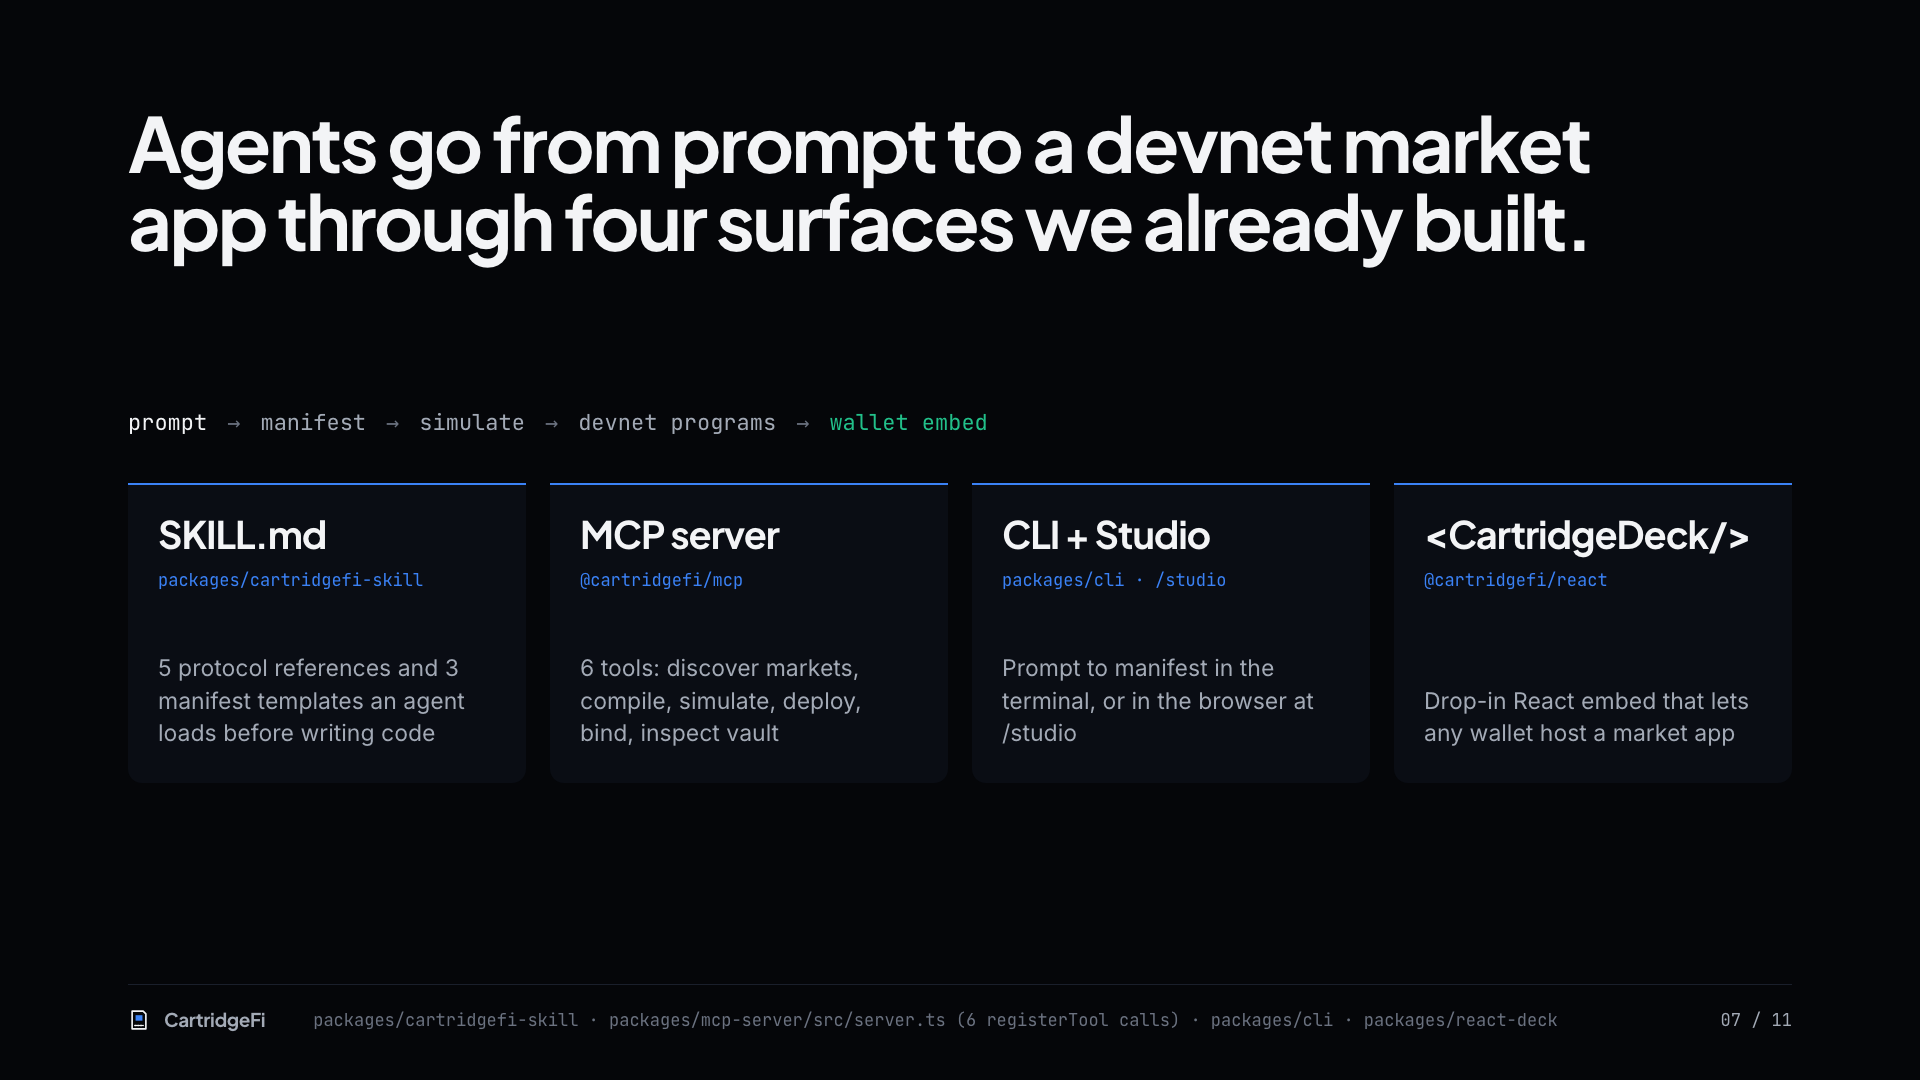 Agents go from prompt to a devnet market
app through four surfaces we already built.
prompt → manifest → simulate → devnet programs → wallet embed
SKILL.md
packages/cartridgefi-skill
5 protocol references and 3
manifest templates an agent
loads before writing code
MCP server
@cartridgefi/mcp
6 tools: discover markets,
compile, simulate, deploy,
bind, inspect vault
CLI + Studio
packages/cli · /studio
Prompt to manifest in the
terminal, or in the browser at
/studio
<CartridgeDeck/>
@cartridgefi/react
Drop-in React embed that lets
any wallet host a market app
CartridgeFi
packages/cartridgefi-skill · packages/mcp-server/src/server.ts (6 registerTool calls) · packages/cli · packages/react-deck
07 / 11